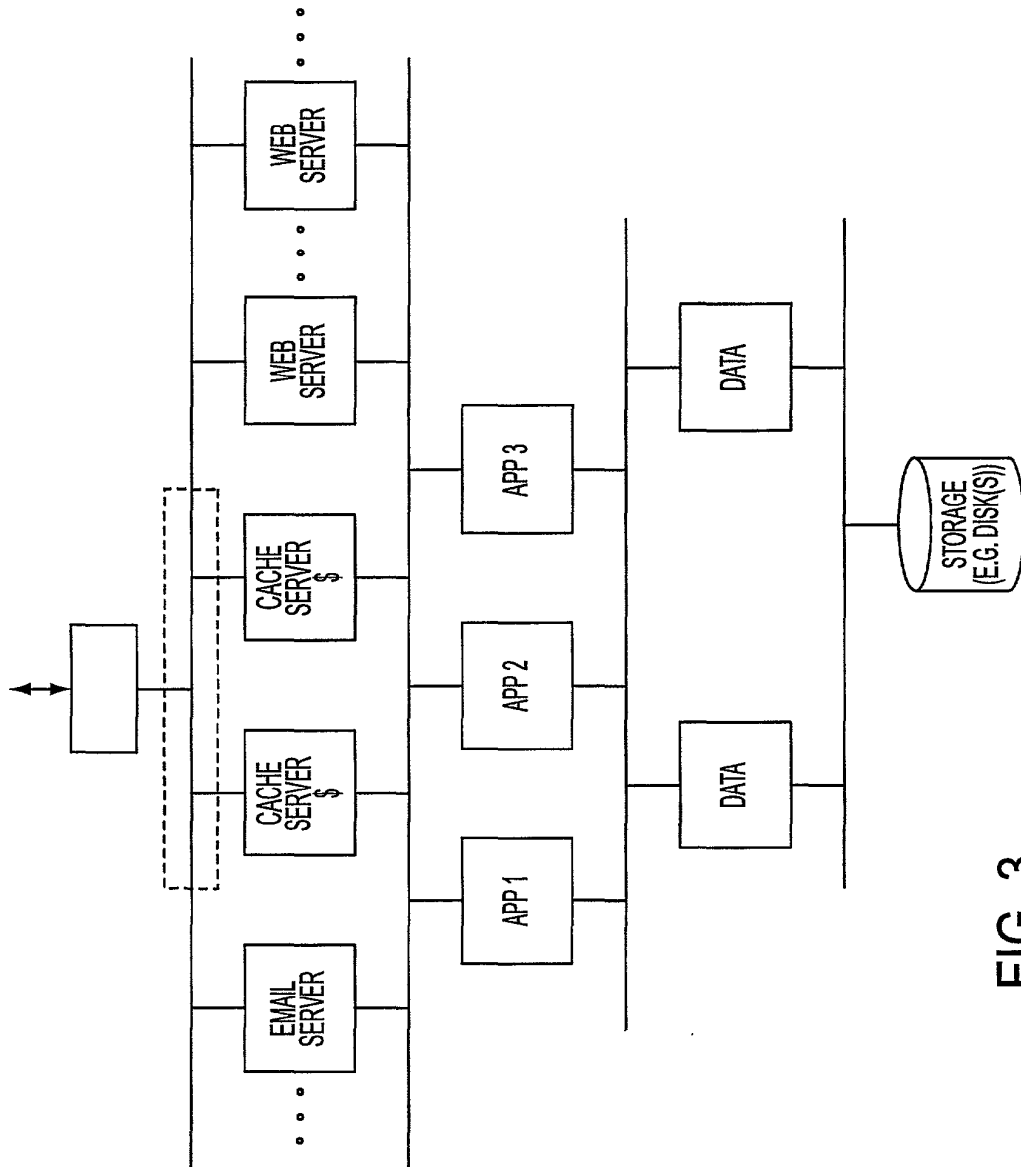 EMAIL
SERVER
CACHE
SERVER
$
CACHE
SERVER
$
WEB
SERVER
WEB
SERVER
APP 1
APP 2
APP 3
DATA
DATA
STORAGE
(E.G. DISK(S))
FIG. 3